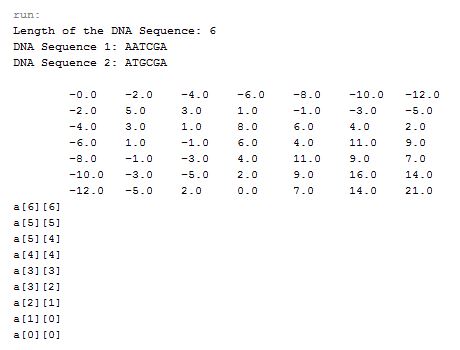 run:
Length of the DNA Sequence: 6
DNA Sequence 1: AATCGA
DNA Sequence 2: ATGCGA
-0.0 -2.0 -4.0 -6.0 -8.0 -10.0 -12.0
-2.0 5.0 3.0 1.0 -1.0 -3.0 -5.0
-4.0 3.0 1.0 8.0 6.0 4.0 2.0
-6.0 1.0 -1.0 6.0 4.0 11.0 9.0
-8.0 -1.0 -3.0 4.0 11.0 9.0 7.0
-10.0 -3.0 -5.0 2.0 9.0 16.0 14.0
-12.0 -5.0 2.0 0.0 7.0 14.0 21.0
a[6][6]
a[5][5]
a[5][4]
a[4][4]
a[3][3]
a[3][2]
a[2][1]
a[1][0]
a[0][0]